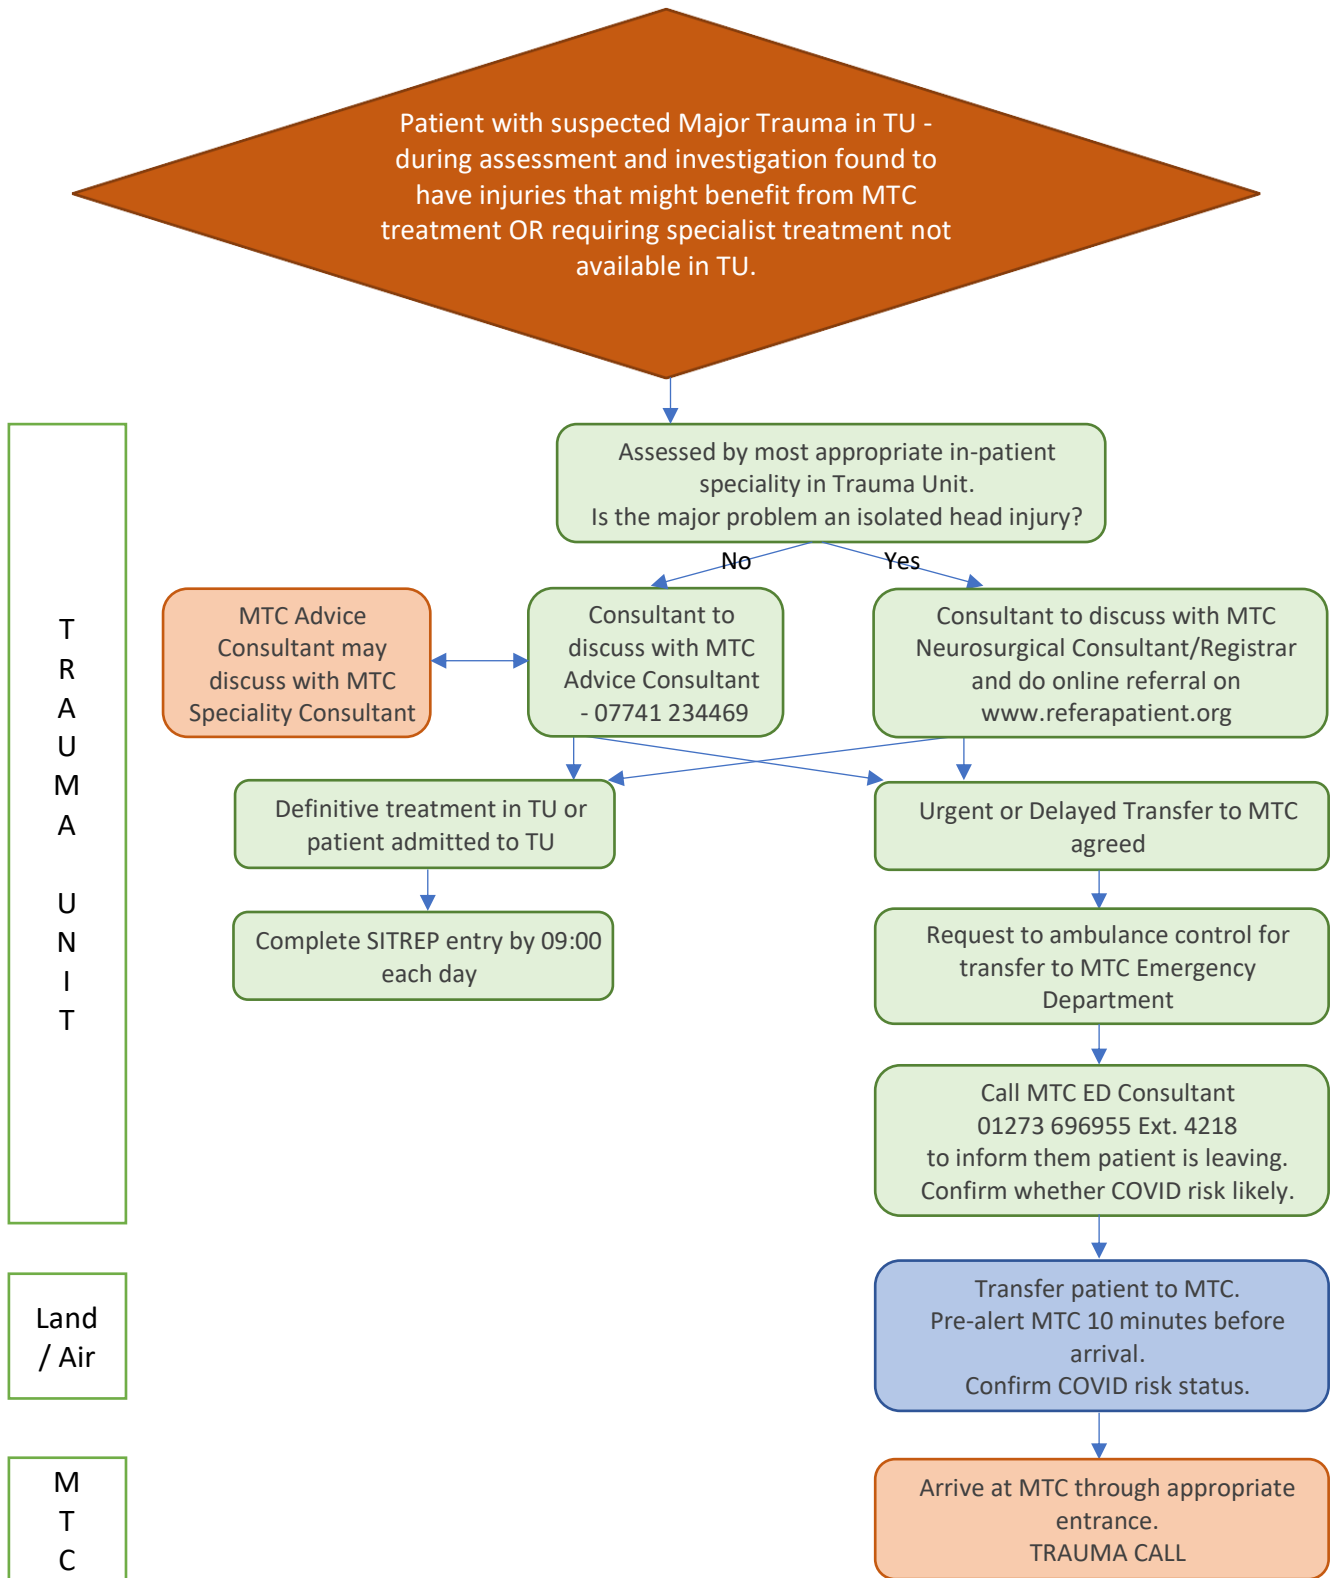 Patient with suspected Major Trauma in TU -
during assessment and investigation found to
have injuries that might benefit from MTC
treatment OR requiring specialist treatment not
available in TU.
Assessed by most appropriate in-patient
speciality in Trauma Unit.
Is the major problem an isolated head injury?
No
Yes
T
R
A
U
M
A
U
N
I
T
MTC Advice
Consultant may
discuss with MTC
Speciality Consultant
Consultant to
discuss with MTC
Advice Consultant
- 07741 234469
Consultant to discuss with MTC
Neurosurgical Consultant/Registrar
and do online referral on
www.referapatient.org
Definitive treatment in TU or
patient admitted to TU
Urgent or Delayed Transfer to MTC
agreed
Complete SITREP entry by 09:00
each day
Request to ambulance control for
transfer to MTC Emergency
Department
Call MTC ED Consultant
01273 696955 Ext. 4218
to inform them patient is leaving.
Confirm whether COVID risk likely.
Land
/ Air
Transfer patient to MTC.
Pre-alert MTC 10 minutes before
arrival.
Confirm COVID risk status.
M
T
C
Arrive at MTC through appropriate
entrance.
TRAUMA CALL